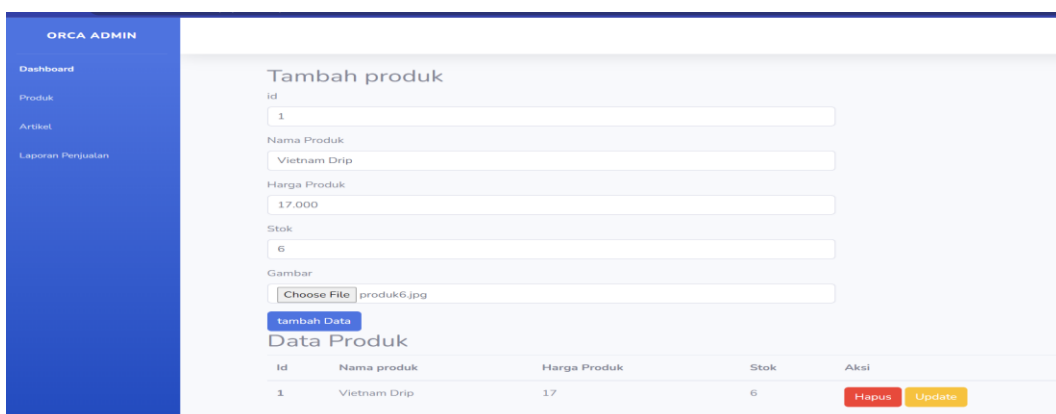 ORCA ADMIN
Dashboard
Produk
Artikel
Laporan Penjualan
Tambah produk
id
1
Nama Produk
Vietnam Drip
Harga Produk
17.000
Stok
6
Gambar
Choose File produk6.jpg
tambah Data
Data Produk
Id Nama produk Harga Produk Stok Aksi
1 Vietnam Drip 17 6 Hapus Update